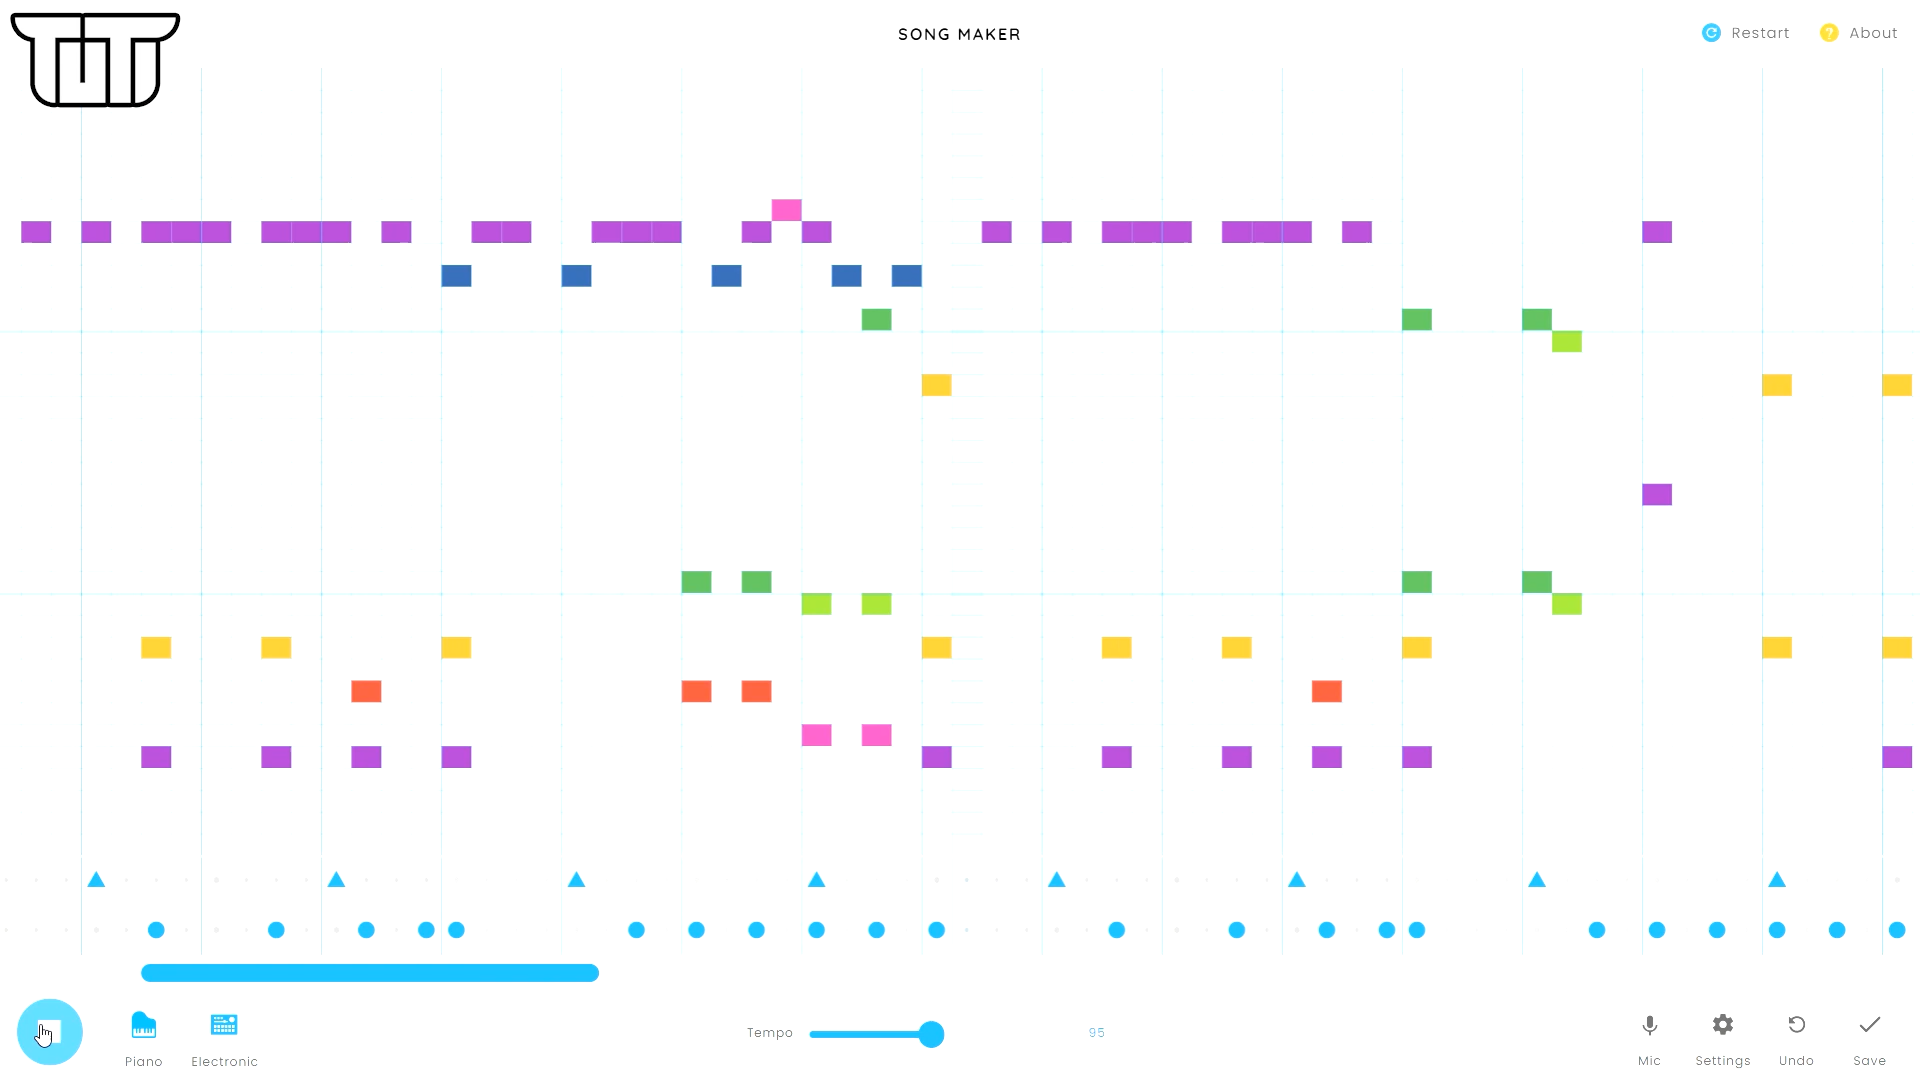 SONG MAKER
Restart
? About
Piano
Electronic
Tempo
95
Mic
Settings
Undo
Save